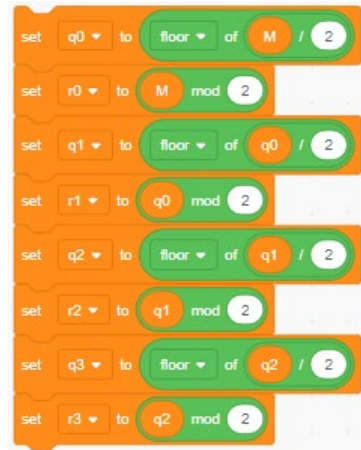 set q0 to floor of M / 2
set r0 to M mod 2
set q1 to floor of q0 / 2
set r1 to q0 mod 2
set q2 to floor of q1 / 2
set r2 to q1 mod 2
set q3 to floor of q2 / 2
set r3 to q2 mod 2